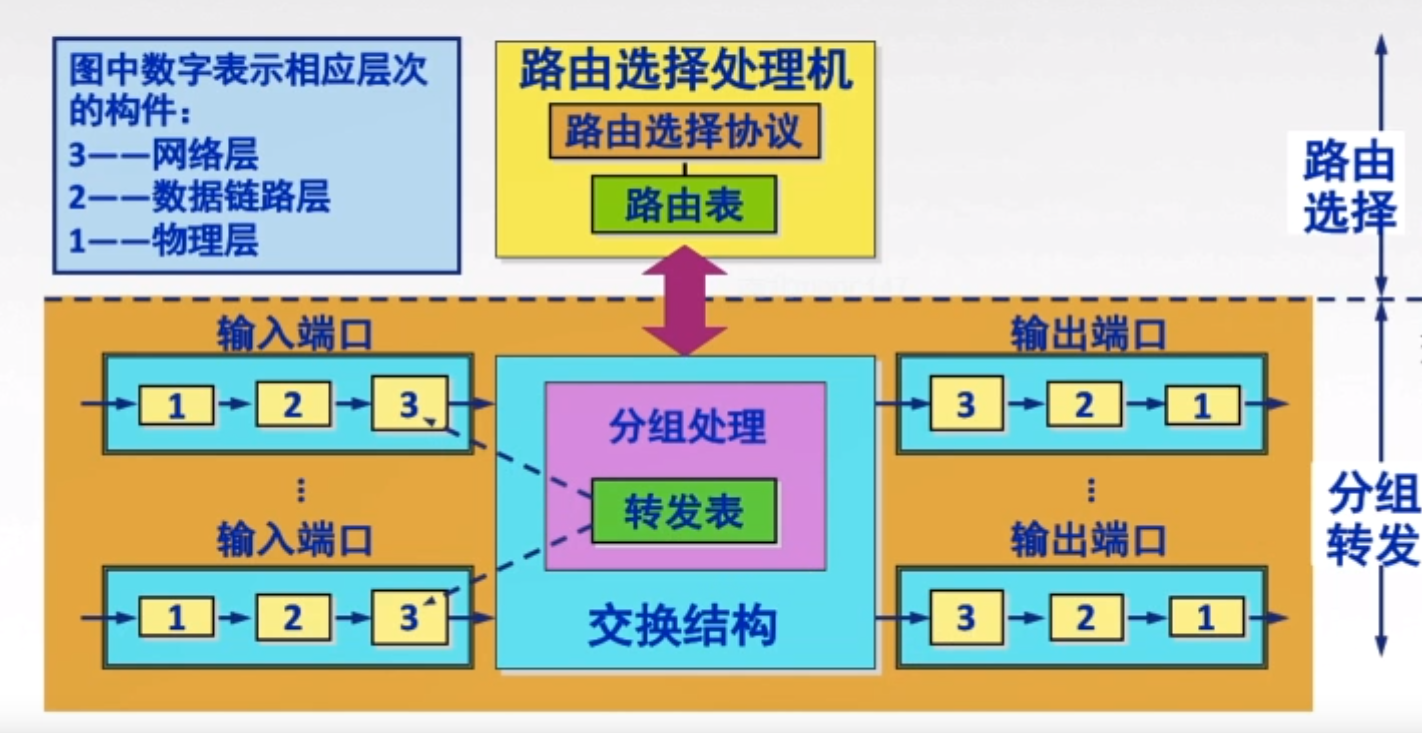 图中数字表示相应层次
的构件：
3——网络层
2——数据链路层
1——物理层
路由选择处理机
路由选择协议
路由表
路由
选择
输入端口
1
2
3
输入端口
1
2
3
分组处理
转发表
交换结构
输出端口
3
2
1
输出端口
3
2
1
分组
转发